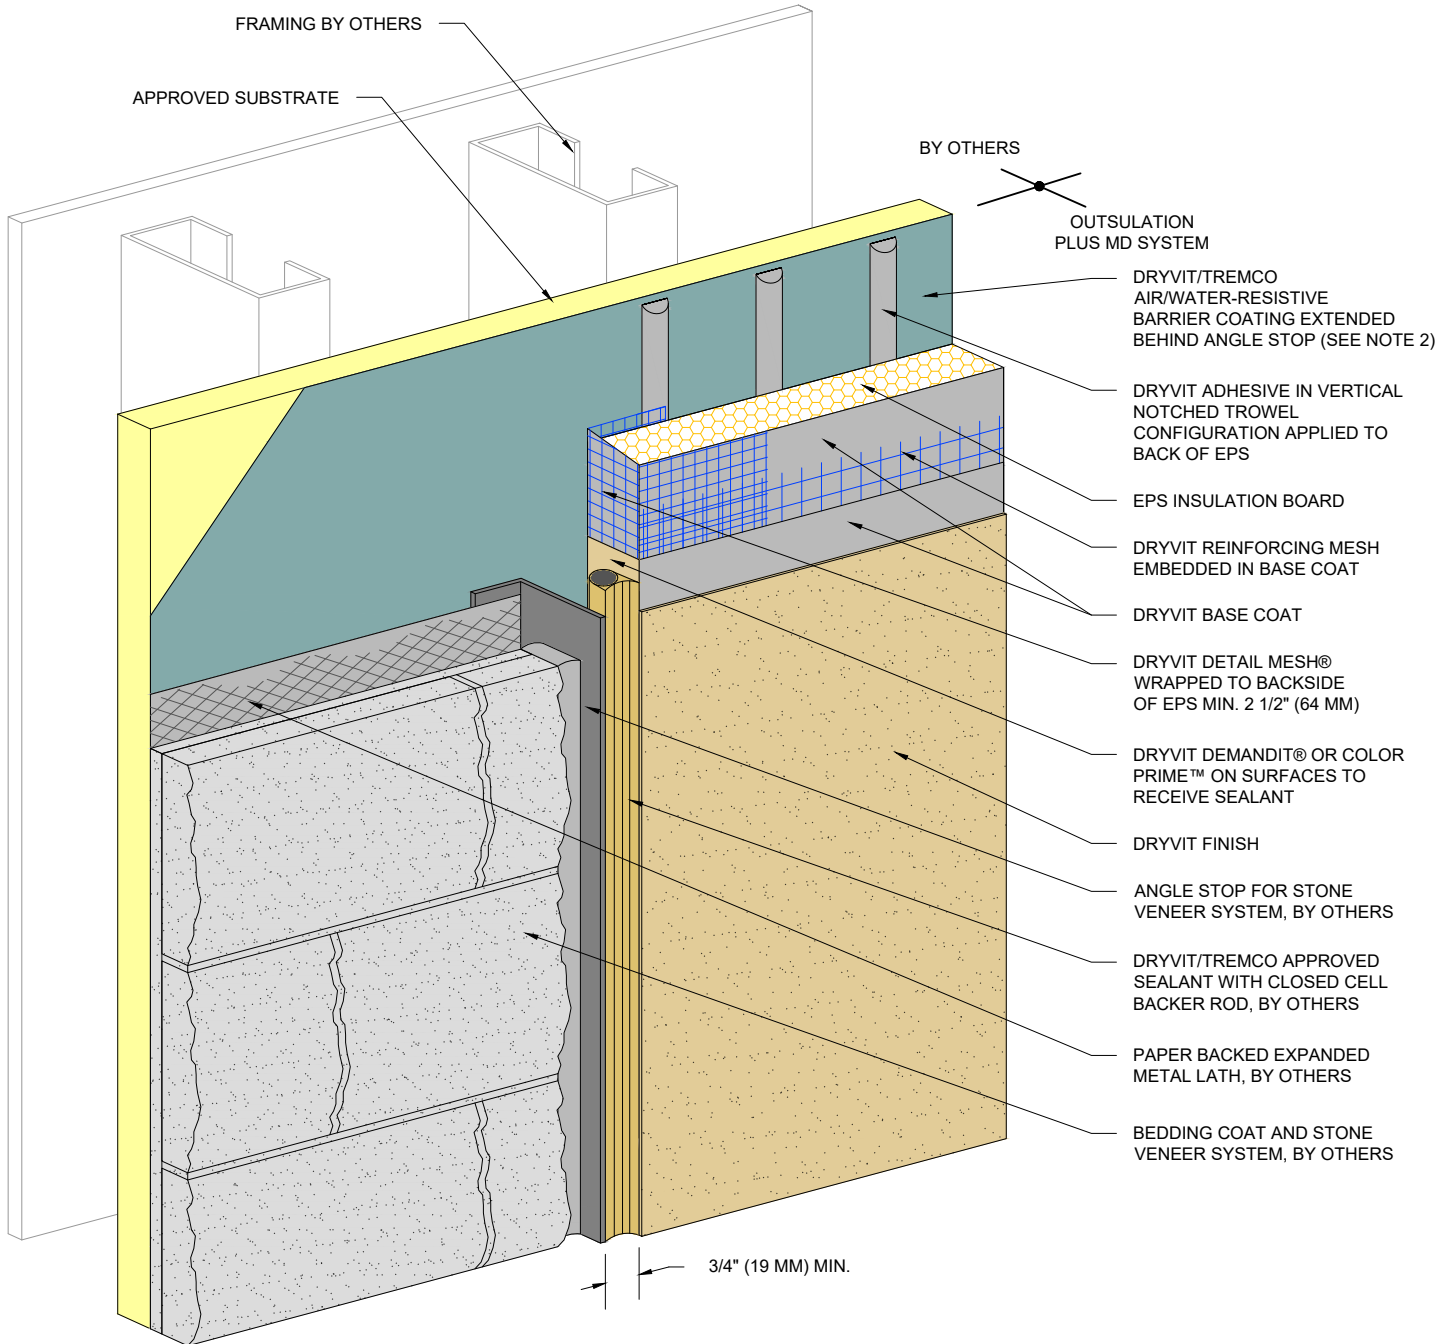 FRAMING BY OTHERS
APPROVED SUBSTRATE
BY OTHERS
OUTSULATION
PLUS MD SYSTEM
DRYVIT/TREMCO
AIR/WATER-RESISTIVE
BARRIER COATING EXTENDED
BEHIND ANGLE STOP (SEE NOTE 2)
DRYVIT ADHESIVE IN VERTICAL
NOTCHED TROWEL
CONFIGURATION APPLIED TO
BACK OF EPS
EPS INSULATION BOARD
DRYVIT REINFORCING MESH
EMBEDDED IN BASE COAT
DRYVIT BASE COAT
DRYVIT DETAIL MESH®
WRAPPED TO BACKSIDE
OF EPS MIN. 2 1/2" (64 MM)
DRYVIT DEMANDIT® OR COLOR
PRIME™ ON SURFACES TO
RECEIVE SEALANT
DRYVIT FINISH
ANGLE STOP FOR STONE
VENEER SYSTEM, BY OTHERS
DRYVIT/TREMCO APPROVED
SEALANT WITH CLOSED CELL
BACKER ROD, BY OTHERS
PAPER BACKED EXPANDED
METAL LATH, BY OTHERS
BEDDING COAT AND STONE
VENEER SYSTEM, BY OTHERS
3/4" (19 MM) MIN.